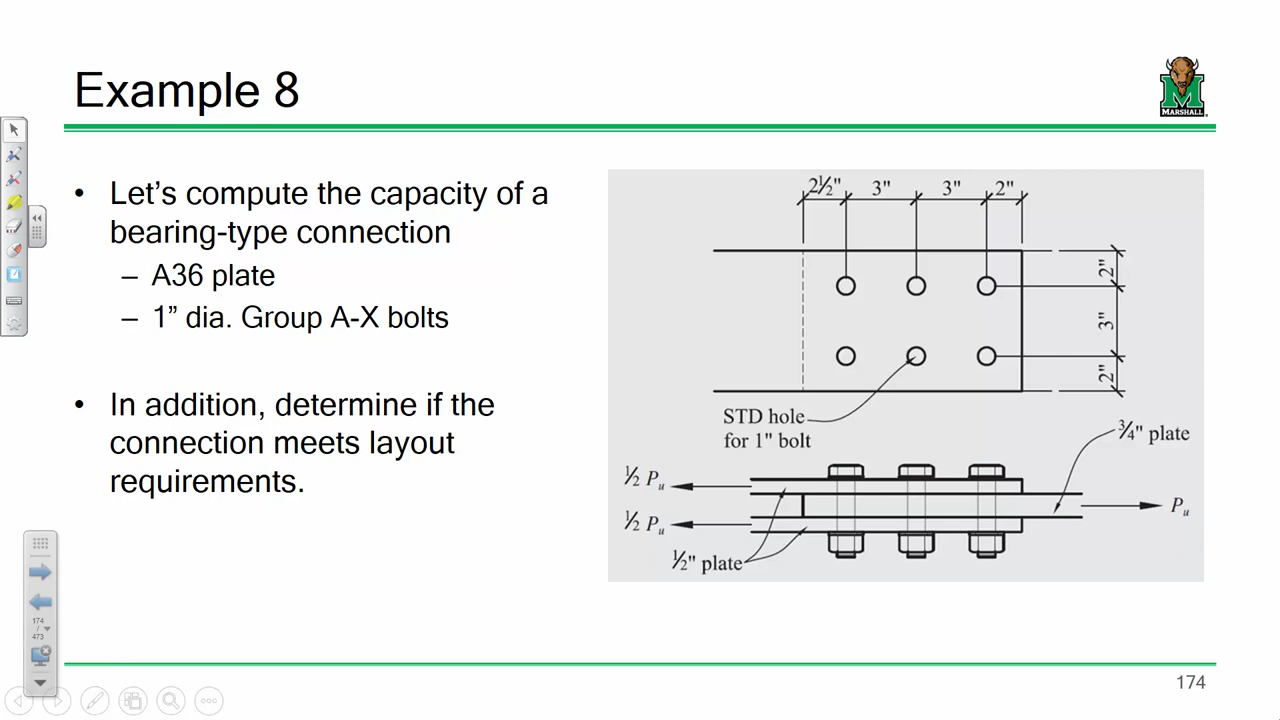 Example 8
MARSHALL
• Let’s compute the capacity of a
bearing-type connection
– A36 plate
– 1” dia. Group A-X bolts
• In addition, determine if the
connection meets layout
requirements.
2½" 3" 3" 2"
2"
3"
2"
STD hole
for 1" bolt
¾" plate
½ Pu
½ Pu
Pu
½" plate
174
/
473
174